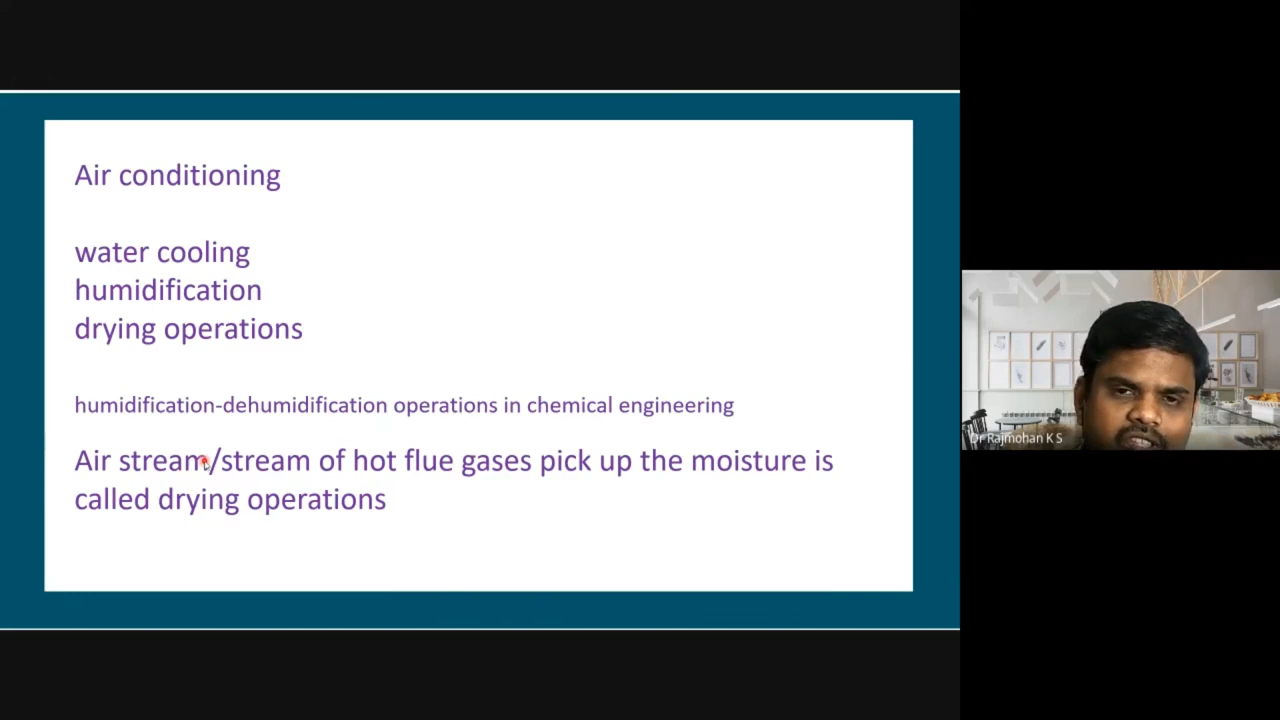 Air conditioning
water cooling
humidification
drying operations
humidification-dehumidification operations in chemical engineering
Air stream/stream of hot flue gases pick up the moisture is
called drying operations
Dr Rajmohan K S